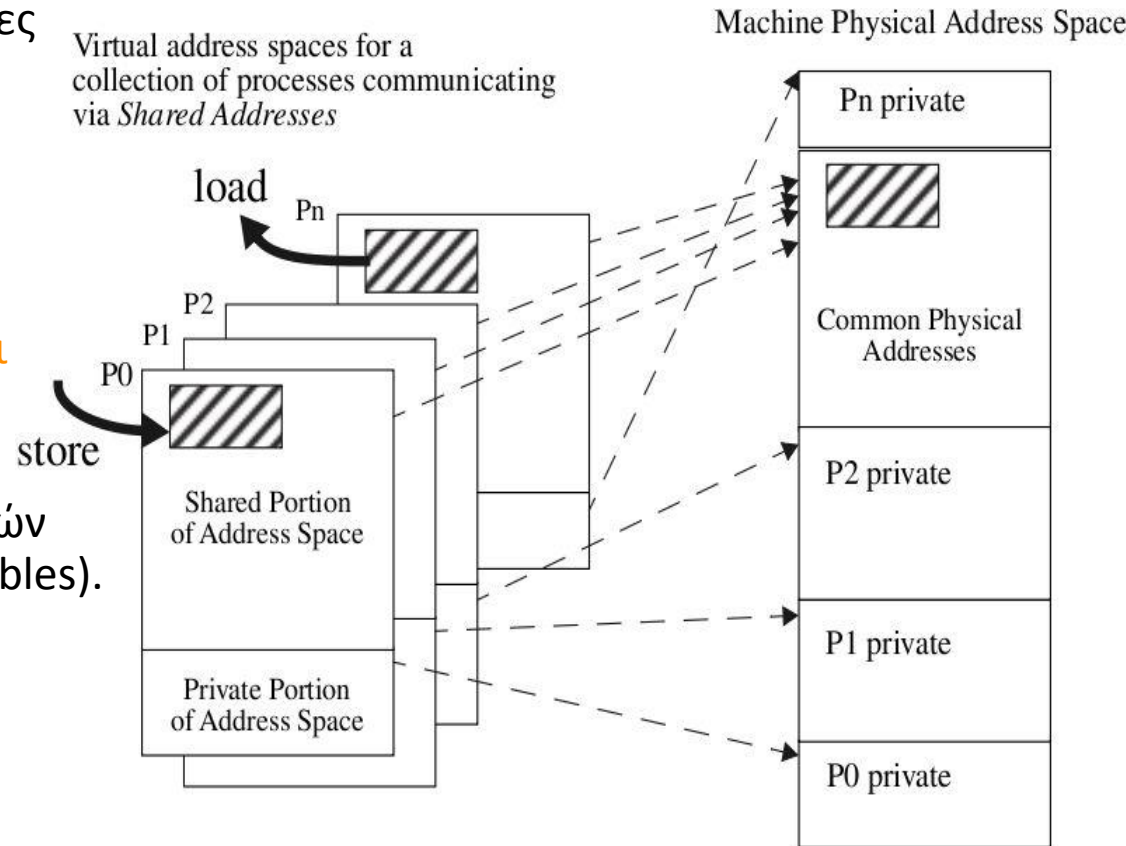 ες
Virtual address spaces for a
collection of processes communicating
via Shared Addresses
Machine Physical Address Space
load
Pn
P2
P1
P0
ι
store
ών
bles).
Shared Portion
of Address Space
Private Portion
of Address Space
Pn private
Common Physical
Addresses
P2 private
P1 private
P0 private